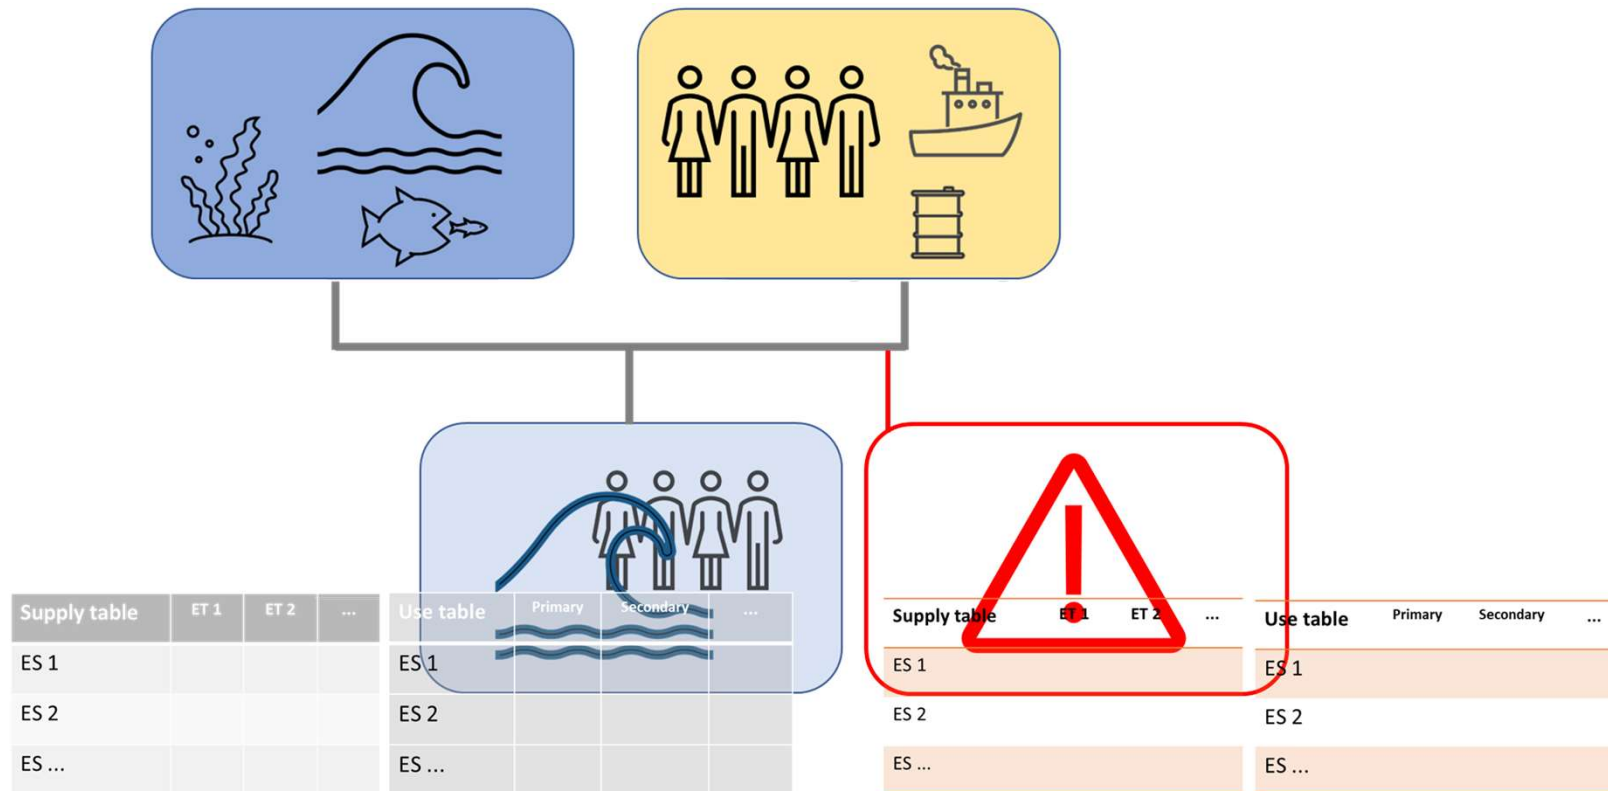 Supply table ET 1 ET 2 ...
ES 1
ES 2
ES ...
Use table Primary Secondary ...
ES 1
ES 2
ES ...
Supply table ET 1 ET 2 ...
ES 1
ES 2
ES ...
Use table Primary Secondary ...
ES 1
ES 2
ES ...